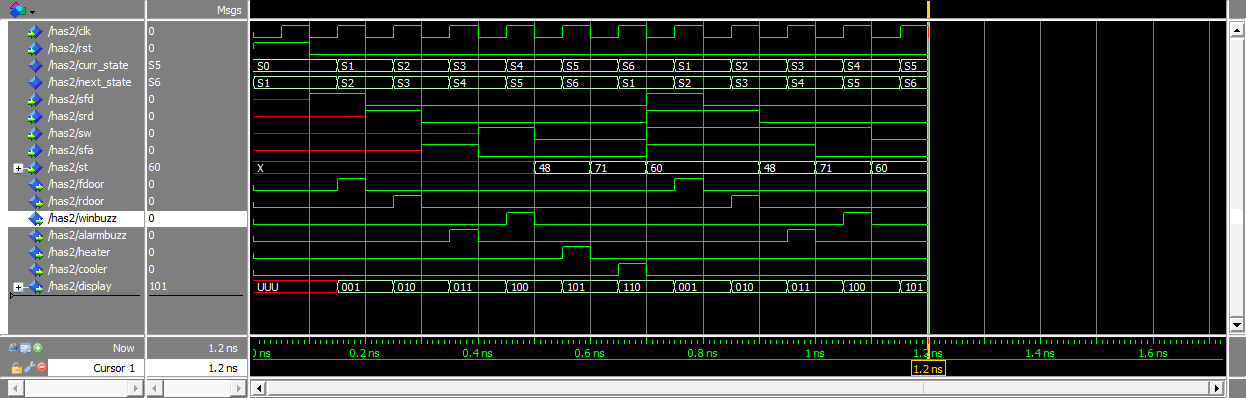 Msgs
/has2/clk 0
/has2/rst 0
/has2/curr_state S5 S0 S1 S2 S3 S4 S5 S6 S1 S2 S3 S4 S5
/has2/next_state S6 S1 S2 S3 S4 S5 S6 S1 S2 S3 S4 S5 S6
/has2/sfd 0
/has2/srd 0
/has2/sw 0
/has2/sfa 0
/has2/st 60 X 48 71 60 48 71 60
/has2/fdoor 0
/has2/rdoor 0
/has2/winbuzz 0
/has2/alarmbuzz 0
/has2/heater 0
/has2/cooler 0
/has2/display 101 UUU 001 010 011 100 101 110 001 010 011 100 101
Now 1.2 ns 0 ns 0.2 ns 0.4 ns 0.6 ns 0.8 ns 1 ns 1.2 ns 1.4 ns 1.6 ns
Cursor 1 1.2 ns 1.2 ns